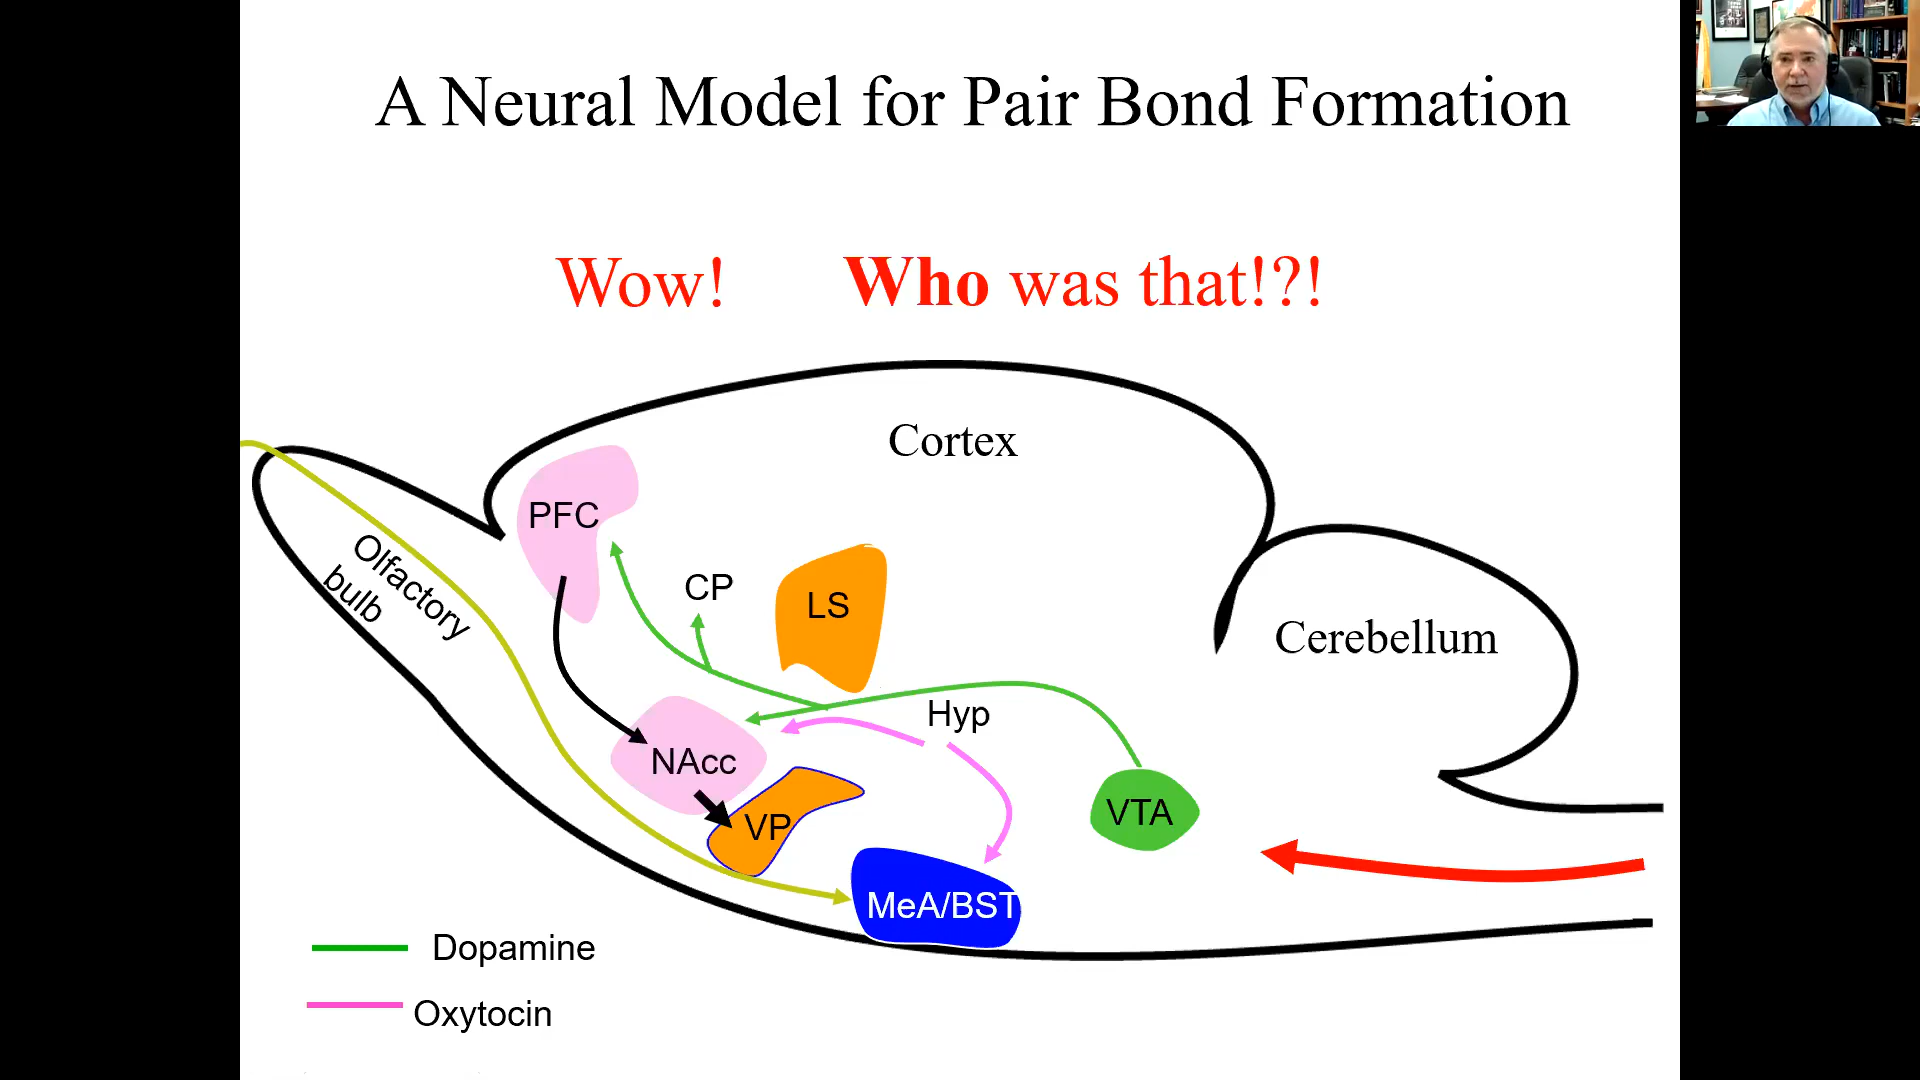 A Neural Model for Pair Bond Formation
Wow! Who was that!?!
Cortex
PFC
Olfactory
bulb
CP
LS
Cerebellum
Hyp
NAcc
VTA
VP
MeA/BST
Dopamine
Oxytocin